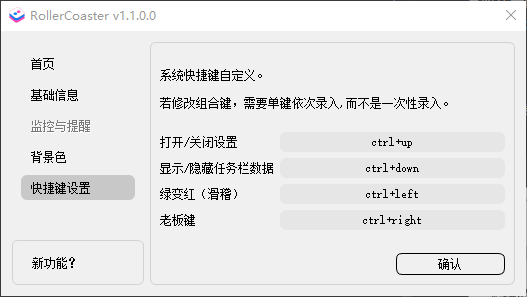 RollerCoaster v1.1.0.0
首页
基础信息
监控与提醒
背景色
快捷键设置
新功能？
系统快捷键自定义。
若修改组合键，需要单键依次录入,而不是一次性录入。
打开/关闭设置 ctrl+up
显示/隐藏任务栏数据 ctrl+down
绿变红（滑稽） ctrl+left
老板键 ctrl+right
确认